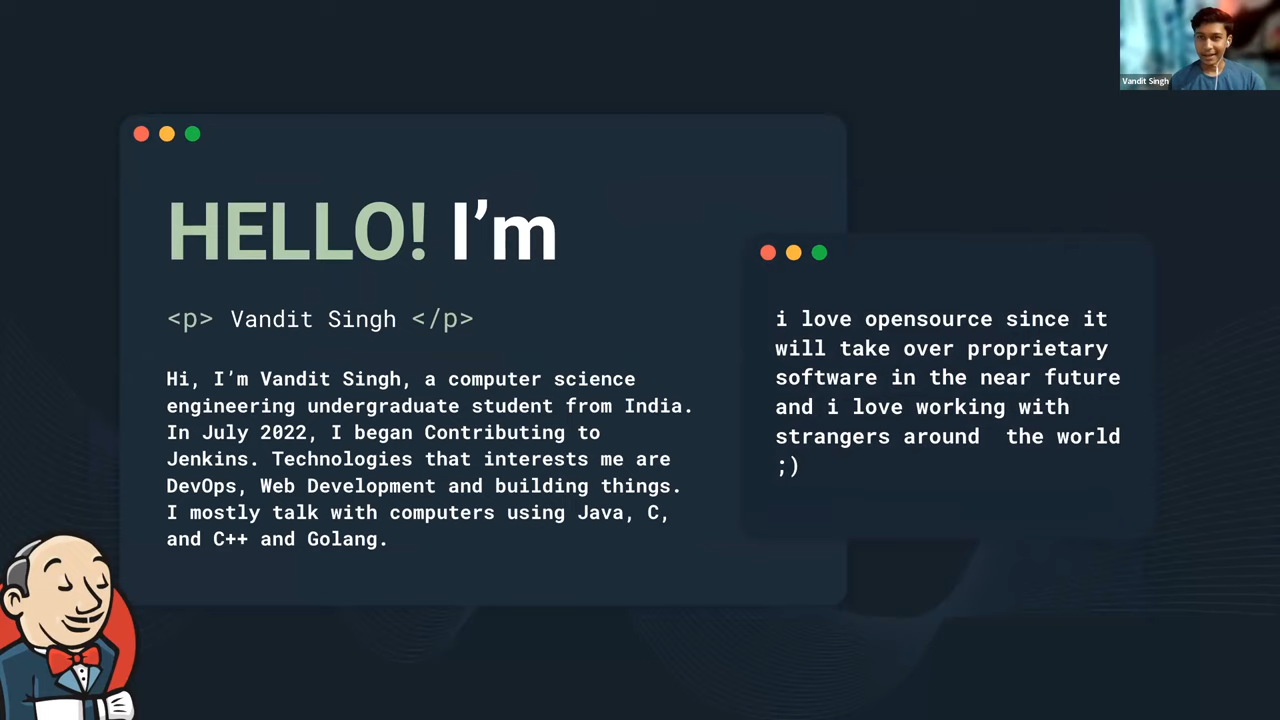 Vandit Singh
HELLO! I’m
<p> Vandit Singh </p>
Hi, I’m Vandit Singh, a computer science
engineering undergraduate student from India.
In July 2022, I began Contributing to
Jenkins. Technologies that interests me are
DevOps, Web Development and building things.
I mostly talk with computers using Java, C,
and C++ and Golang.
i love opensource since it
will take over proprietary
software in the near future
and i love working with
strangers around  the world
;)